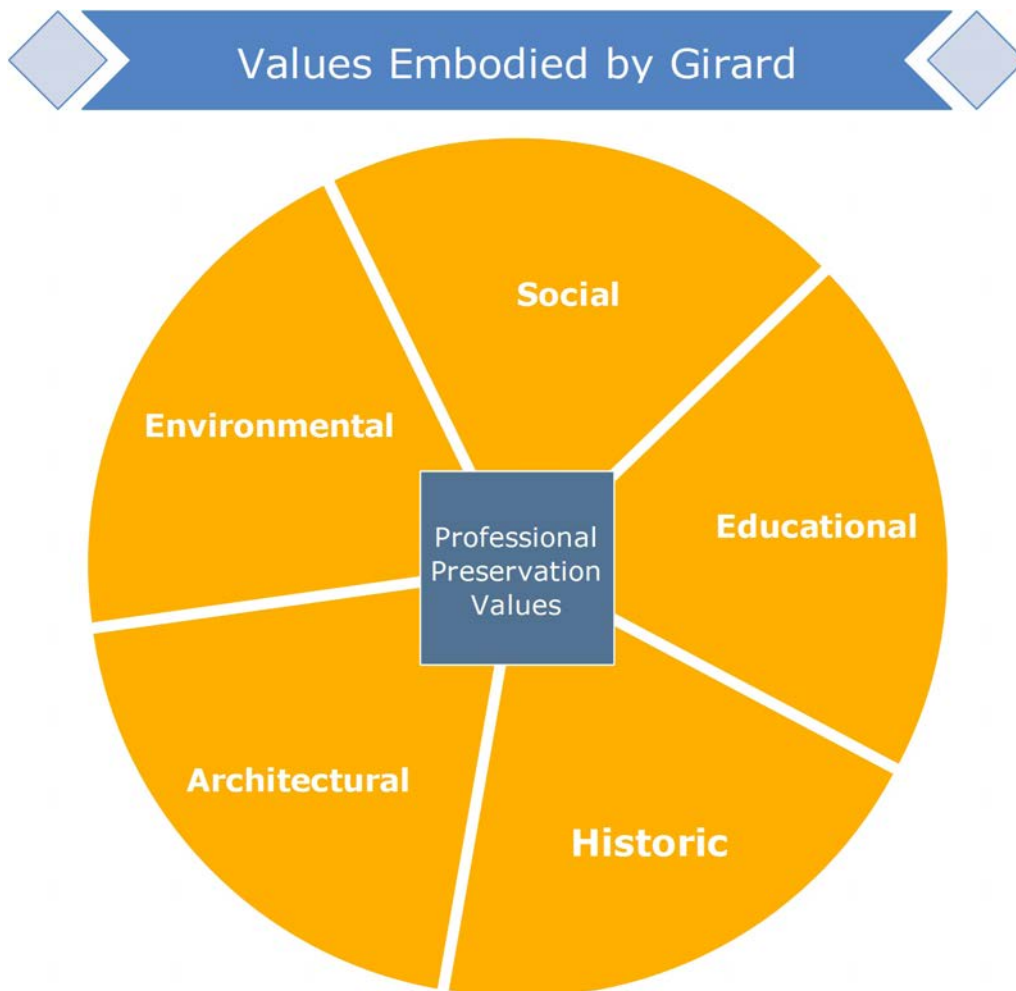 Values Embodied by Girard
Social
Environmental
Educational
Professional
Preservation
Values
Architectural
Historic